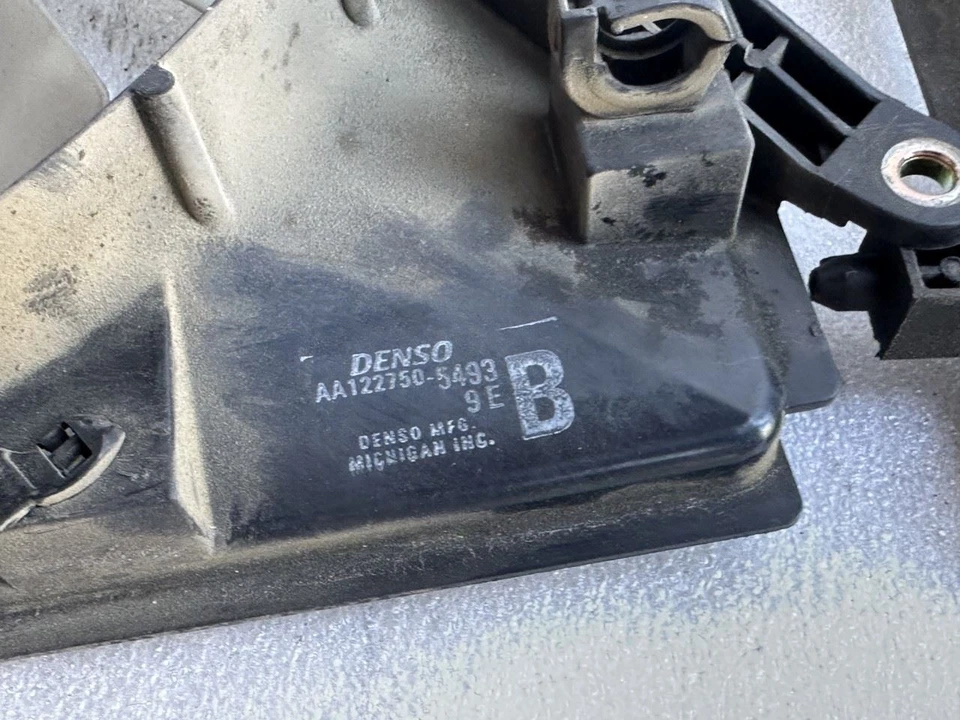 DENSO
AA122750-5493
9E B
DENSO MFG.
MICHIGAN INC.